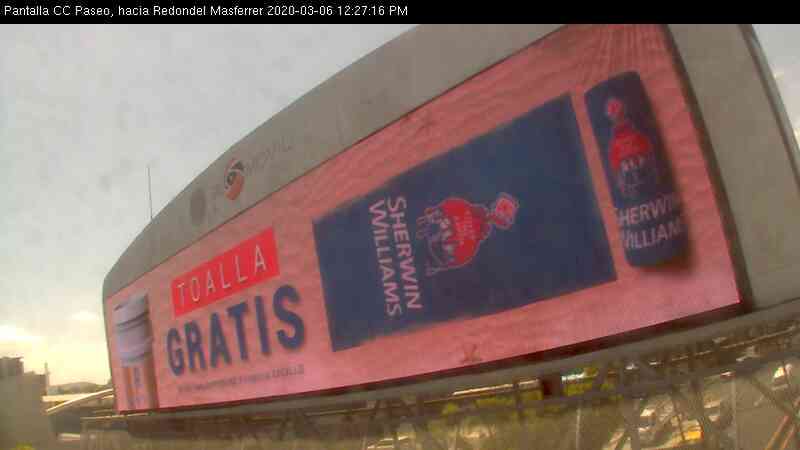 Pantalla CC Paseo, hacia Redondel Masferrer 2020-03-06 12:27:16 PM
TOALLA
GRATIS
SHERWIN
WILLIAMS
SHERWIN
WILLIAMS